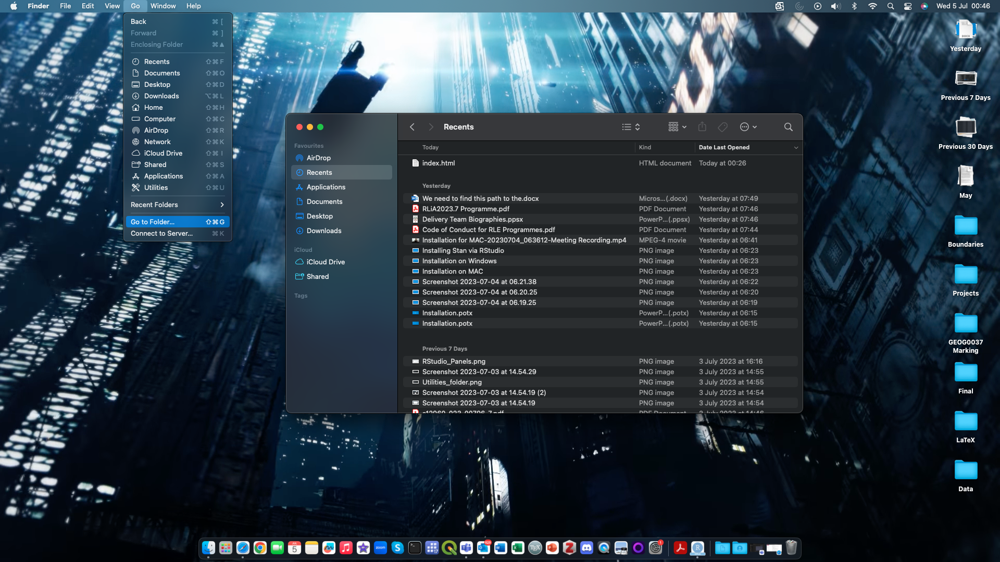 Finder File Edit View Go Window Help Wed 5 Jul 00:46
Back ⌘ [
Forward ⌘ ]
Enclosing Folder ⌘ ▲
Recents ⇧⌘ F
Documents ⇧⌘ O
Desktop ⇧⌘ D
Downloads ⌥⌘ L
Home ⇧⌘ H
Computer ⇧⌘ C
AirDrop ⇧⌘ R
Network ⇧⌘ K
iCloud Drive ⇧⌘ I
Shared ⇧⌘ S
Applications ⇧⌘ A
Utilities ⇧⌘ U
Recent Folders
Go to Folder... ⇧⌘ G
Connect to Server... ⌘ K
Favourites
AirDrop
Recents
Applications
Documents
Desktop
Downloads
iCloud
iCloud Drive
Shared
Tags
Recents
Today Kind Date Last Opened
index.html HTML document Today at 00:26
Yesterday
We need to find this path to the.docx Micros...(.docx) Yesterday at 07:49
RLiA2023.7 Programme.pdf PDF Document Yesterday at 07:46
Delivery Team Biographies.ppsx PowerP...(.ppsx) Yesterday at 07:46
Code of Conduct for RLE Programmes.pdf PDF Document Yesterday at 07:44
Installation for MAC-20230704_063612-Meeting Recording.mp4 MPEG-4 movie Yesterday at 06:41
Installing Stan via RStudio PNG image Yesterday at 06:23
Installation on Windows PNG image Yesterday at 06:23
Installation on MAC PNG image Yesterday at 06:23
Screenshot 2023-07-04 at 06.21.38 PNG image Yesterday at 06:22
Screenshot 2023-07-04 at 06.20.25 PNG image Yesterday at 06:20
Screenshot 2023-07-04 at 06.19.25 PNG image Yesterday at 06:19
Installation.potx PowerP...(.potx) Yesterday at 06:15
Installation.potx PowerP...(.potx) Yesterday at 06:15
Previous 7 Days
RStudio_Panels.png PNG image 3 July 2023 at 16:16
Screenshot 2023-07-03 at 14.54.29 PNG image 3 July 2023 at 14:55
Utilities_folder.png PNG image 3 July 2023 at 14:55
Screenshot 2023-07-03 at 14.54.19 (2) PNG image 3 July 2023 at 14:54
Screenshot 2023-07-03 at 14.54.19 PNG image 3 July 2023 at 14:54
PDF Document
DOCX
Yesterday
Previous 7 Days
Previous 30 Days
May
Boundaries
Projects
GEOG0037
Marking
Final
LaTeX
Data
JUL
5
zoom
17
629
TEX
1